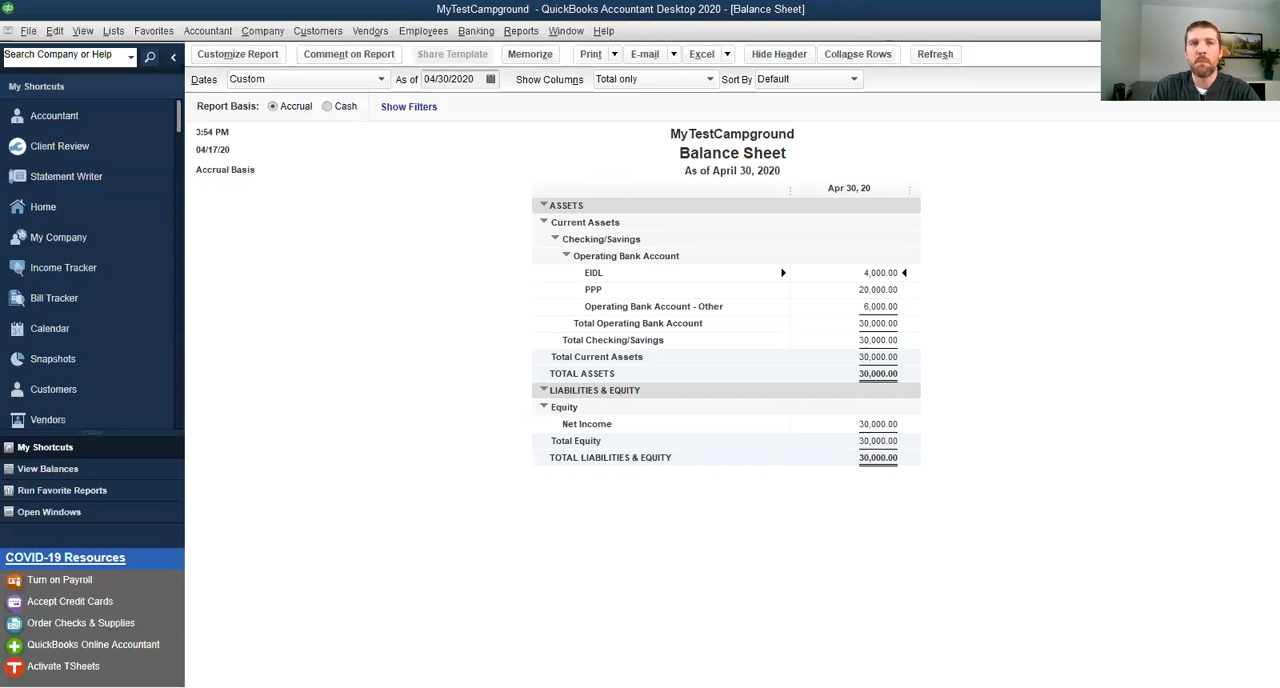 MyTestCampground - QuickBooks Accountant Desktop 2020 - [Balance Sheet]
File Edit View Lists Favorites Accountant Company Customers Vendors Employees Banking Reports Window Help
Search Company or Help
Customize Report Comment on Report Share Template Memorize Print E-mail Excel Hide Header Collapse Rows Refresh
Dates Custom As of 04/30/2020 Show Columns Total only Sort By Default
My Shortcuts
Report Basis: Accrual Cash Show Filters
Accountant
Client Review
Statement Writer
Home
My Company
Income Tracker
Bill Tracker
Calendar
Snapshots
Customers
Vendors
My Shortcuts
View Balances
Run Favorite Reports
Open Windows
COVID-19 Resources
Turn on Payroll
Accept Credit Cards
Order Checks & Supplies
QuickBooks Online Accountant
Activate TSheets
3:54 PM
04/17/20
Accrual Basis
MyTestCampground
Balance Sheet
As of April 30, 2020
Apr 30, 20
ASSETS
Current Assets
Checking/Savings
Operating Bank Account
EIDL 4,000.00
PPP 20,000.00
Operating Bank Account - Other 6,000.00
Total Operating Bank Account 30,000.00
Total Checking/Savings 30,000.00
Total Current Assets 30,000.00
TOTAL ASSETS 30,000.00
LIABILITIES & EQUITY
Equity
Net Income 30,000.00
Total Equity 30,000.00
TOTAL LIABILITIES & EQUITY 30,000.00